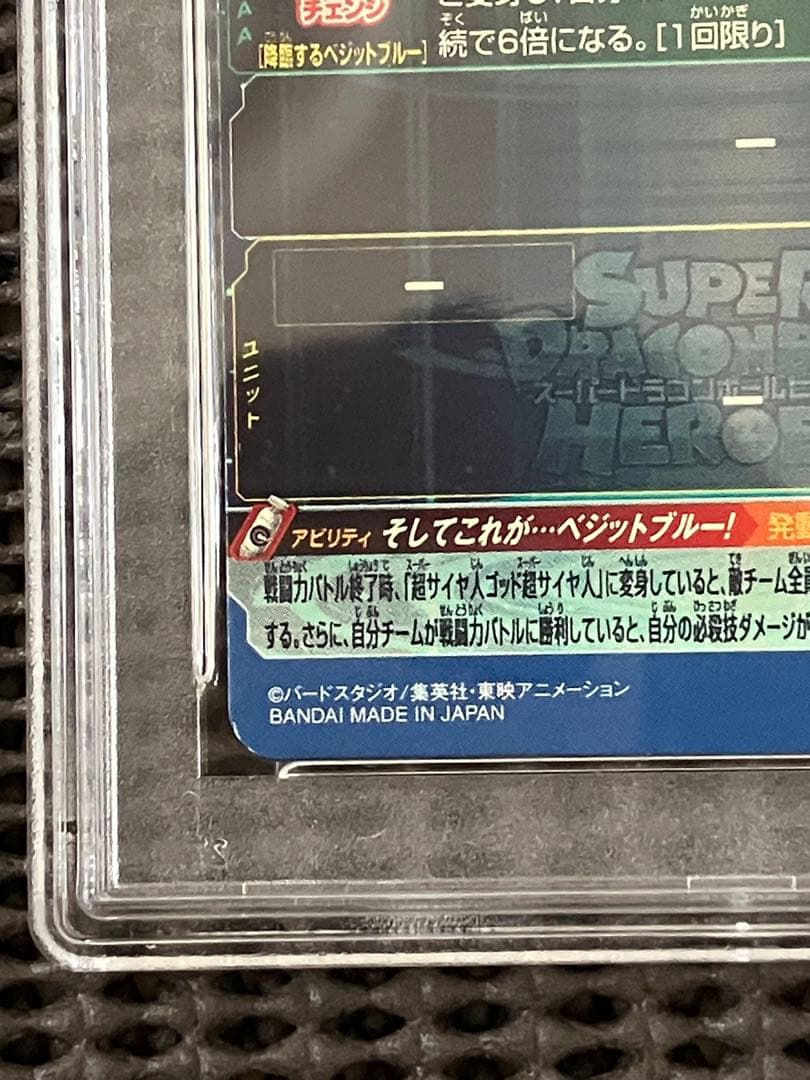 チェンジ
[降臨するベジットブルー]
続で6倍になる。[1回限り]
ユニット
SUPER
DRAGON
スーパードラゴンボールヒ
HERO
アビリティ そしてこれが…ベジットブルー! 発動
戦闘力バトル終了時、「超サイヤ人ゴッド超サイヤ人」に変身していると、敵チーム全員
する。さらに、自分チームが戦闘力バトルに勝利していると、自分の必殺技ダメージが
©バードスタジオ/集英社・東映アニメーション
BANDAI MADE IN JAPAN